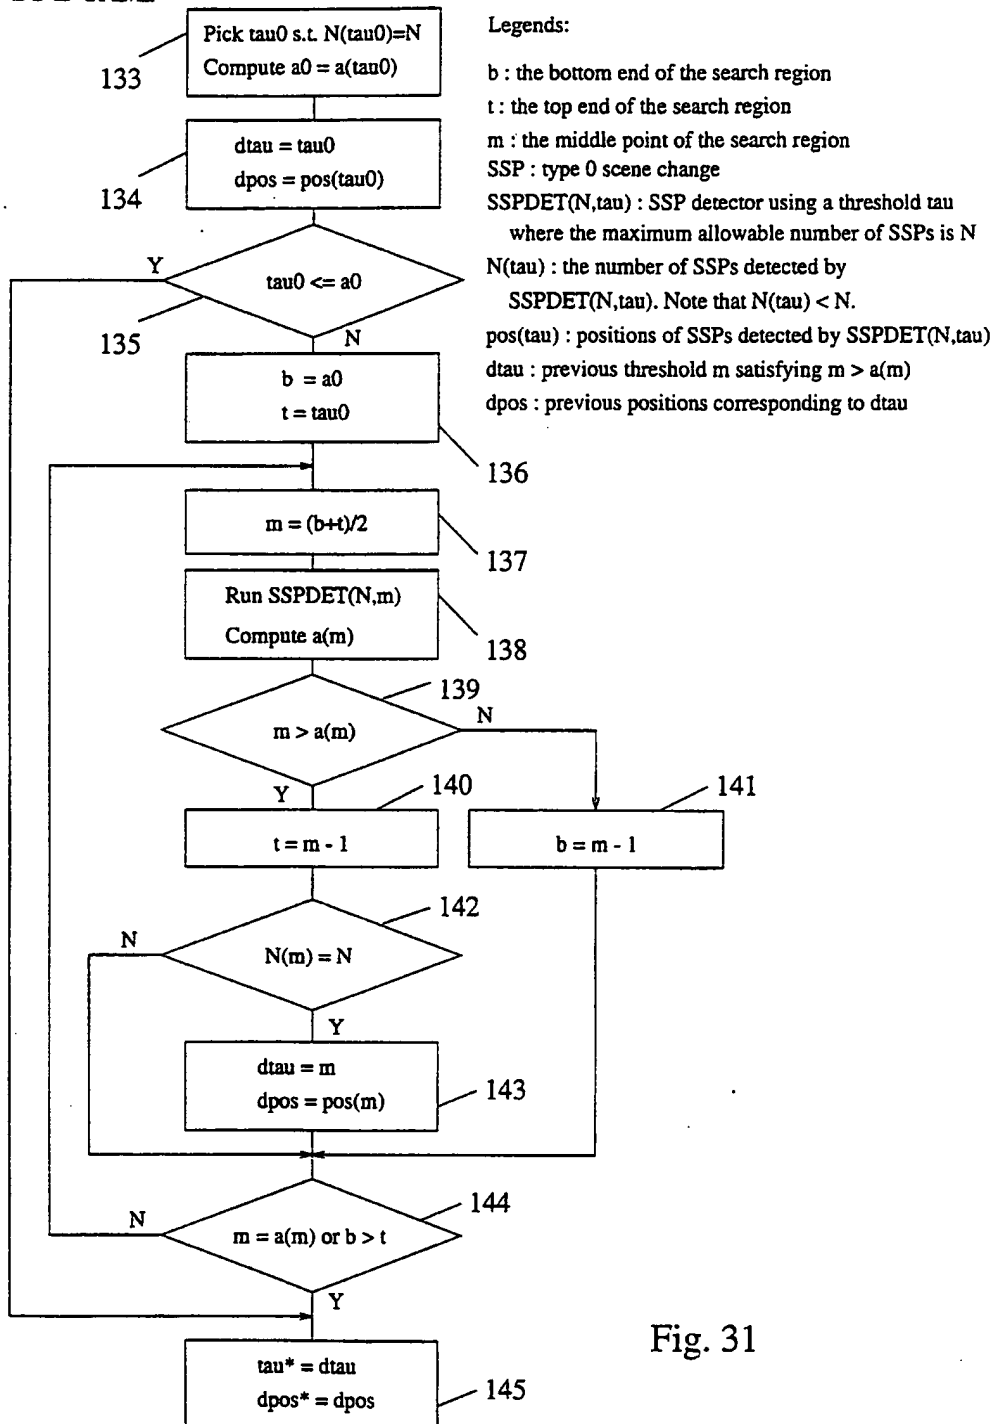 Pick tau0 s.t. N(tau0)=N
Compute a0 = a(tau0)
133
dtau = tau0
dpos = pos(tau0)
134
tau0 <= a0
Y
N
135
b = a0
t = tau0
136
m = (b+t)/2
137
Run SSPDET(N,m)
Compute a(m)
138
139
m > a(m)
N
Y
140
t = m - 1
141
b = m - 1
142
N
N(m) = N
Y
dtau = m
dpos = pos(m)
143
144
N
m = a(m) or b > t
Y
tau* = dtau
dpos* = dpos
145
Legends:
b : the bottom end of the search region
t : the top end of the search region
m : the middle point of the search region
SSP : type 0 scene change
SSPDET(N,tau) : SSP detector using a threshold tau
where the maximum allowable number of SSPs is N
N(tau) : the number of SSPs detected by
SSPDET(N,tau). Note that N(tau) < N.
pos(tau) : positions of SSPs detected by SSPDET(N,tau)
dtau : previous threshold m satisfying m > a(m)
dpos : previous positions corresponding to dtau
Fig. 31